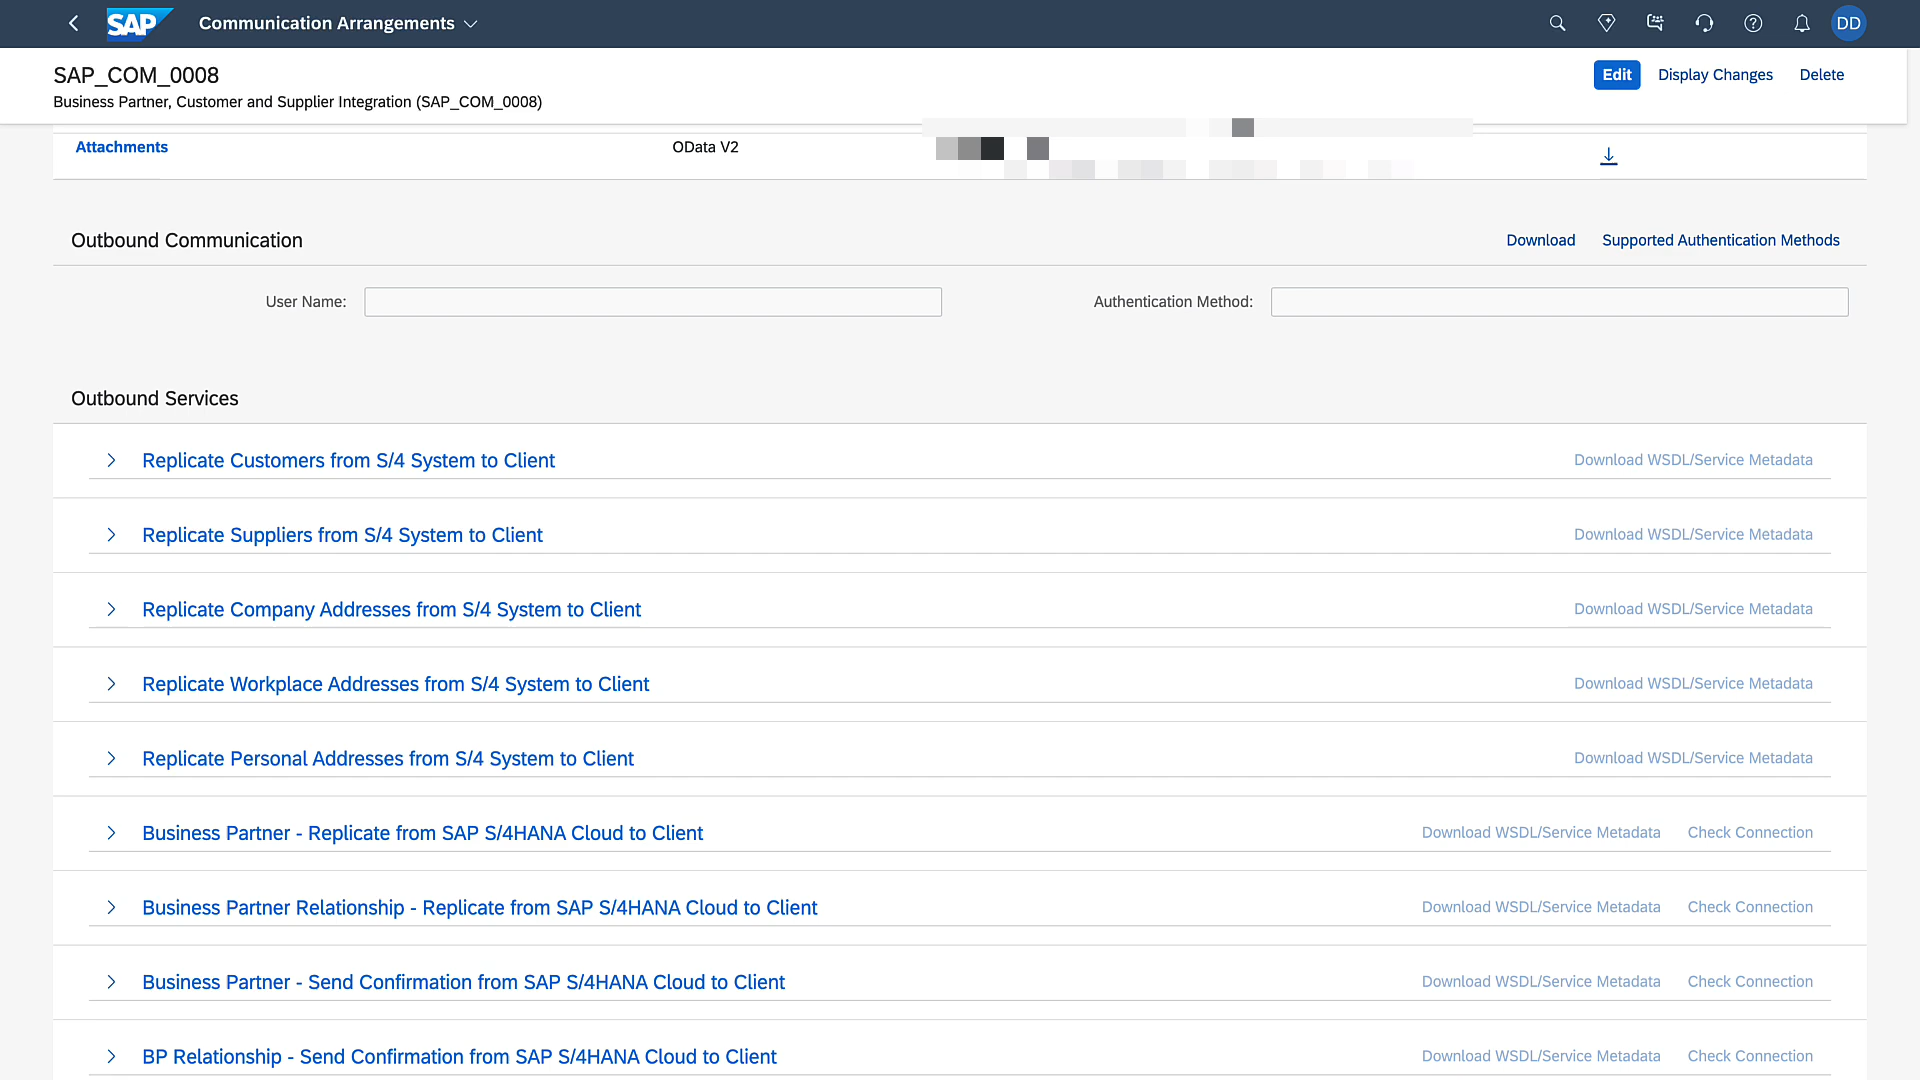 SAP Communication Arrangements DD
SAP_COM_0008
Business Partner, Customer and Supplier Integration (SAP_COM_0008)
Edit Display Changes Delete
Attachments OData V2
Outbound Communication Download Supported Authentication Methods
User Name: Authentication Method:
Outbound Services
Replicate Customers from S/4 System to Client Download WSDL/Service Metadata
Replicate Suppliers from S/4 System to Client Download WSDL/Service Metadata
Replicate Company Addresses from S/4 System to Client Download WSDL/Service Metadata
Replicate Workplace Addresses from S/4 System to Client Download WSDL/Service Metadata
Replicate Personal Addresses from S/4 System to Client Download WSDL/Service Metadata
Business Partner - Replicate from SAP S/4HANA Cloud to Client Download WSDL/Service Metadata Check Connection
Business Partner Relationship - Replicate from SAP S/4HANA Cloud to Client Download WSDL/Service Metadata Check Connection
Business Partner - Send Confirmation from SAP S/4HANA Cloud to Client Download WSDL/Service Metadata Check Connection
BP Relationship - Send Confirmation from SAP S/4HANA Cloud to Client Download WSDL/Service Metadata Check Connection